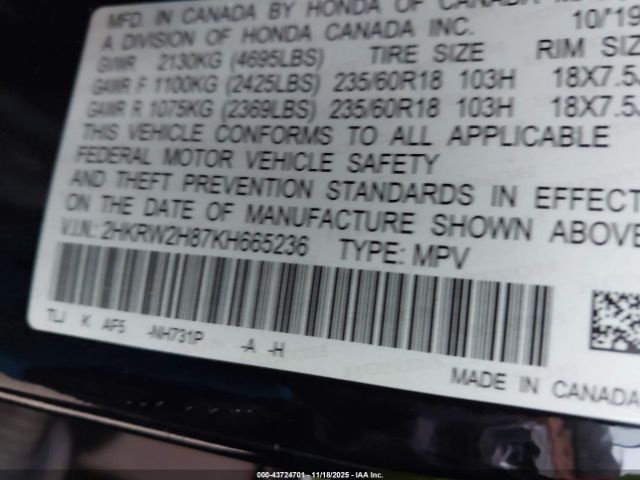 MFD. IN CANADA BY HONDA OF CANADA
A DIVISION OF HONDA CANADA INC. 10/19
GVWR 2130KG (4695LBS) TIRE SIZE RIM SIZE
GAWR F 1100KG (2425LBS) 235/60R18 103H 18X7.5
GAWR R 1075KG (2369LBS) 235/60R18 103H 18X7.5
THIS VEHICLE CONFORMS TO ALL APPLICABLE
FEDERAL MOTOR VEHICLE SAFETY
AND THEFT PREVENTION STANDARDS IN EFFECT
ON THE DATE OF MANUFACTURE SHOWN ABOVE
V.I.N.: 2HKRW2H87KH665236 TYPE: MPV
TLJ K AF5 -NH731P -A -H
MADE IN CANADA
000-43724701 - 11/18/2025 - IAA Inc.